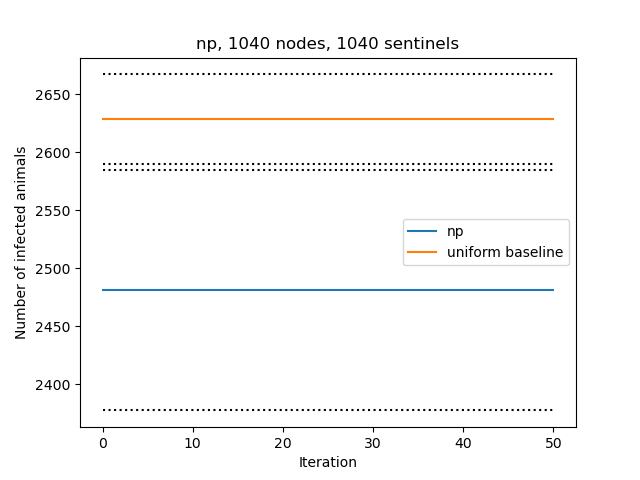 np, 1040 nodes, 1040 sentinels
Number of infected animals
2650
2600
2550
2500
2450
2400
np
uniform baseline
0 10 20 30 40 50
Iteration